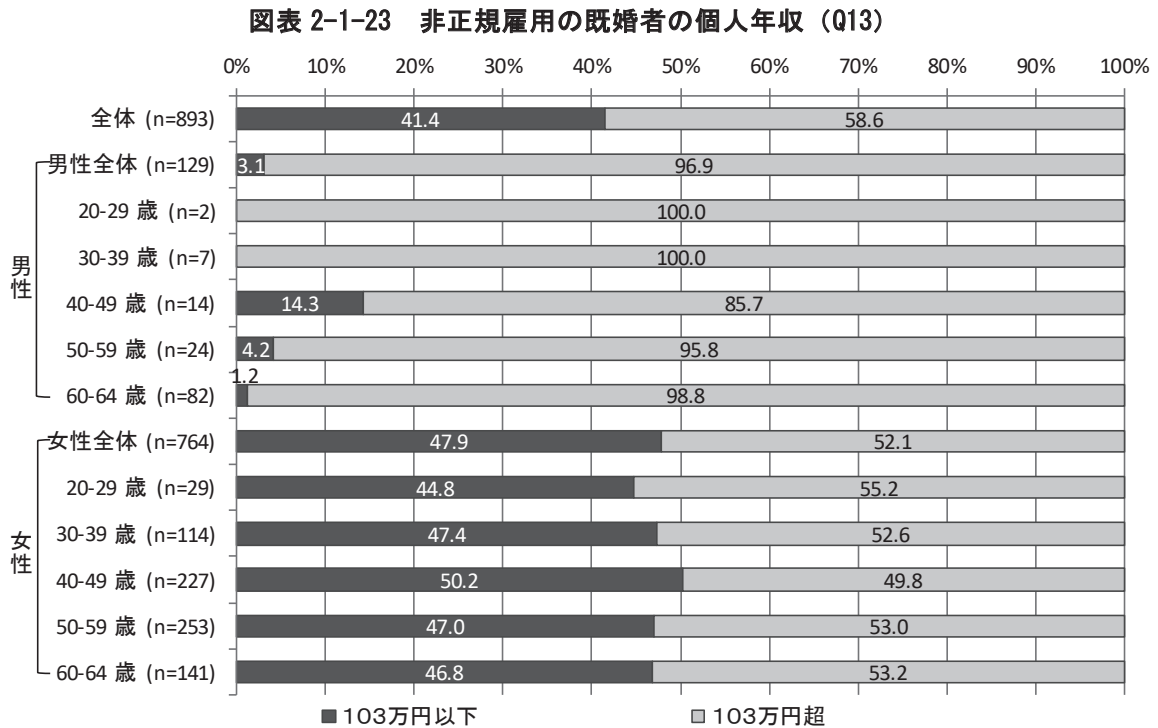 図表 2-1-23 非正規雇用の既婚者の個人年収（Q13）
0% 10% 20% 30% 40% 50% 60% 70% 80% 90% 100%
全体 (n=893) 41.4 58.6
男性全体 (n=129) 3.1 96.9
20-29 歳 (n=2) 100.0
30-39 歳 (n=7) 100.0
男性
40-49 歳 (n=14) 14.3 85.7
50-59 歳 (n=24) 4.2 95.8
60-64 歳 (n=82) 1.2 98.8
女性全体 (n=764) 47.9 52.1
20-29 歳 (n=29) 44.8 55.2
30-39 歳 (n=114) 47.4 52.6
女性
40-49 歳 (n=227) 50.2 49.8
50-59 歳 (n=253) 47.0 53.0
60-64 歳 (n=141) 46.8 53.2
１０３万円以下 １０３万円超